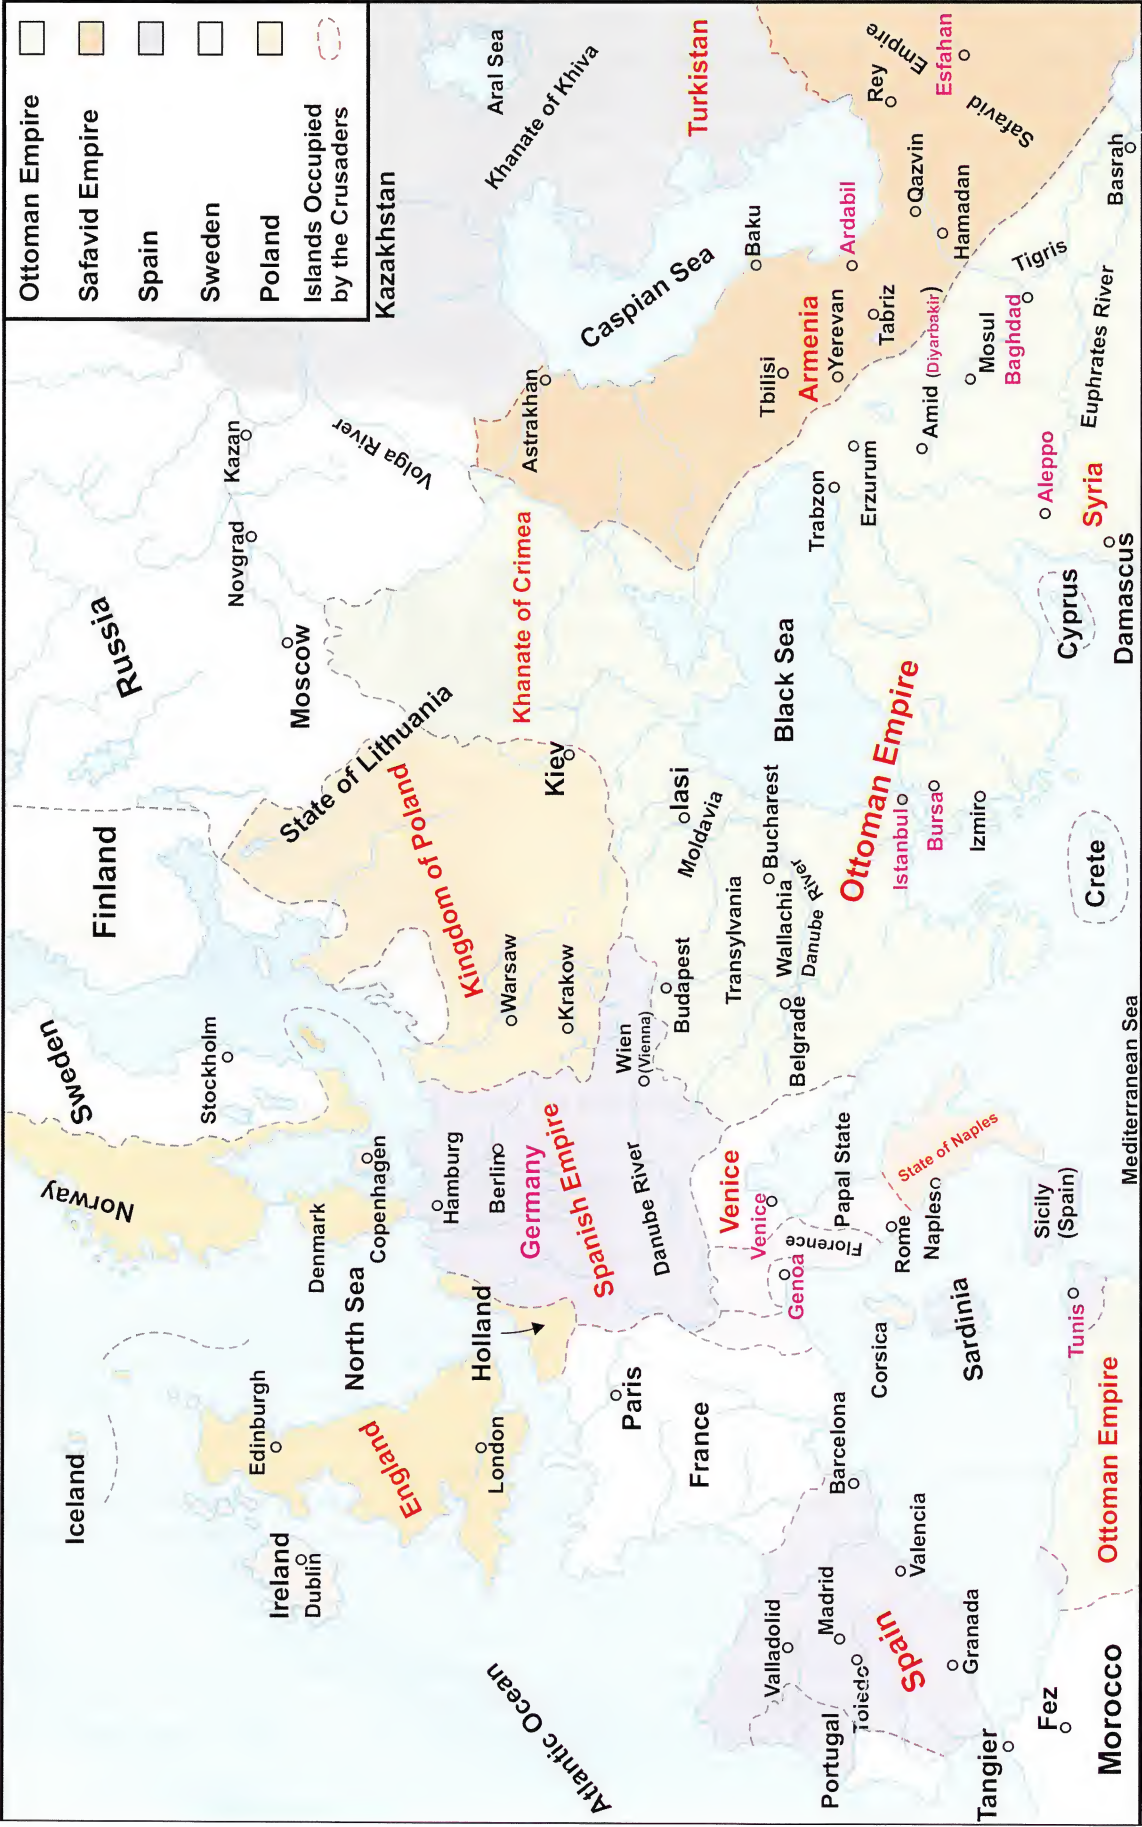 Ottoman Empire
Safavid Empire
Spain
Sweden
Poland
Islands Occupied
by the Crusaders
Iceland
Norway
Sweden
Finland
Russia
Kazakhstan
Aral Sea
Khanate of Khiva
Turkistan
Stockholm
Novgrad
Kazan
Moscow
Volga River
Edinburgh
Ireland
Dublin
Denmark
Copenhagen
North Sea
England
London
Holland
Hamburg
Berlin
Germany
Spanish Empire
Danube River
State of Lithuania
Kingdom of Poland
Warsaw
Krakow
Kiev
Khanate of Crimea
Astrakhan
Caspian Sea
Atlantic Ocean
Paris
France
Wien
(Vienna)
Budapest
Iasi
Moldavia
Transylvania
Bucharest
Wallachia
Danube River
Belgrade
Black Sea
Tbilisi
Baku
Armenia
Yerevan
Ardabil
Tabriz
Rey
Safavid Empire
Esfahan
Qazvin
Hamadan
Venice
Venice
Genoa
Florence
Papal State
Rome
Naples
State of Naples
Corsica
Sardinia
Sicily
(Spain)
Valladolid
Madrid
Toledo
Portugal
Spain
Barcelona
Valencia
Granada
Ottoman Empire
Istanbul
Bursa
Izmir
Trabzon
Erzurum
Amid (Diyarbakir)
Mosul
Baghdad
Tigris
Euphrates River
Basrah
Aleppo
Syria
Damascus
Cyprus
Crete
Mediterranean Sea
Tunis
Ottoman Empire
Tangier
Fez
Morocco